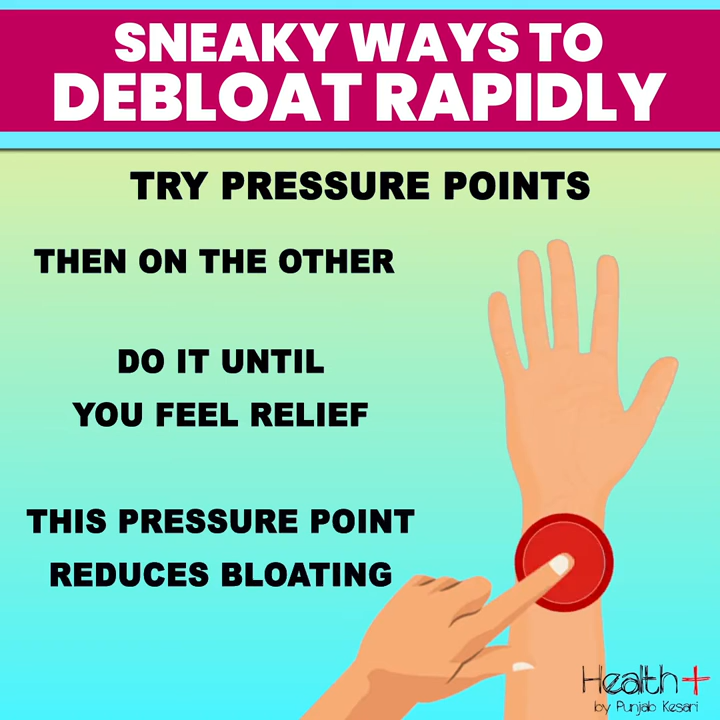 SNEAKY WAYS TO
DEBLOAT RAPIDLY
TRY PRESSURE POINTS
THEN ON THE OTHER
DO IT UNTIL
YOU FEEL RELIEF
THIS PRESSURE POINT
REDUCES BLOATING
Health+
by Punjab Kesari